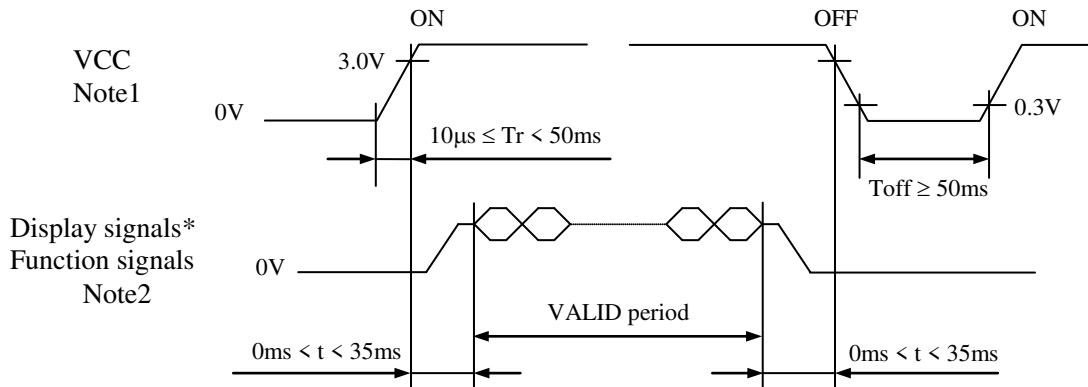 ON OFF ON
VCC
Note1
3.0V
0V
0.3V
10μs ≤ Tr < 50ms
Toff ≥ 50ms
Display signals*
Function signals
Note2
0V
VALID period
0ms < t < 35ms
0ms < t < 35ms